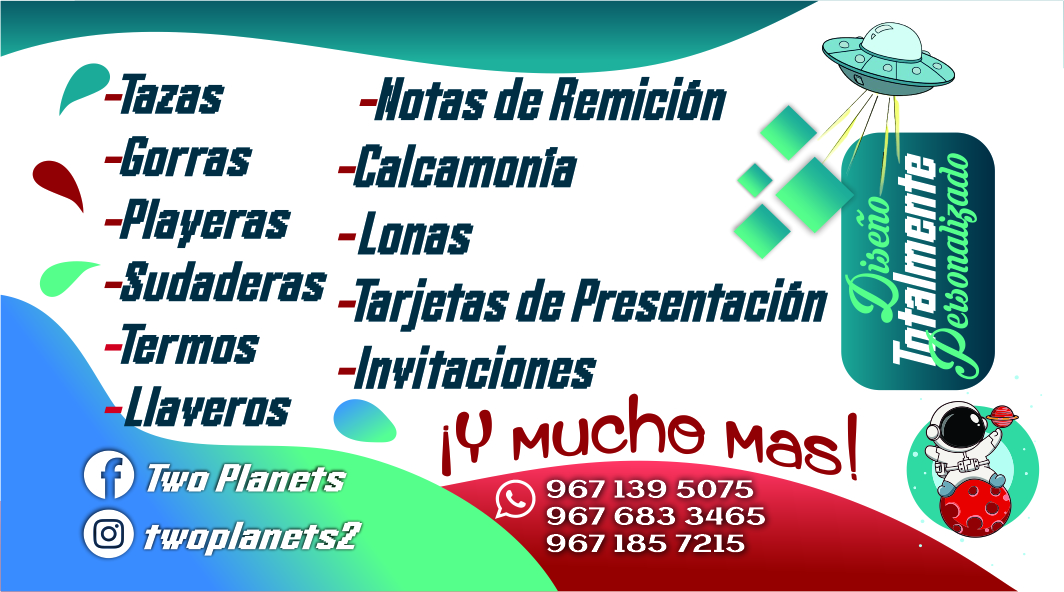 -Tazas
-Gorras
-Playeras
-Sudaderas
-Termos
-Llaveros
-Notas de Remición
-Calcamonía
-Lonas
-Tarjetas de Presentación
-Invitaciones
Diseño
Totalmente
Personalizado
¡Y mucho mas!
Two Planets
twoplanets2
967 139 5075
967 683 3465
967 185 7215